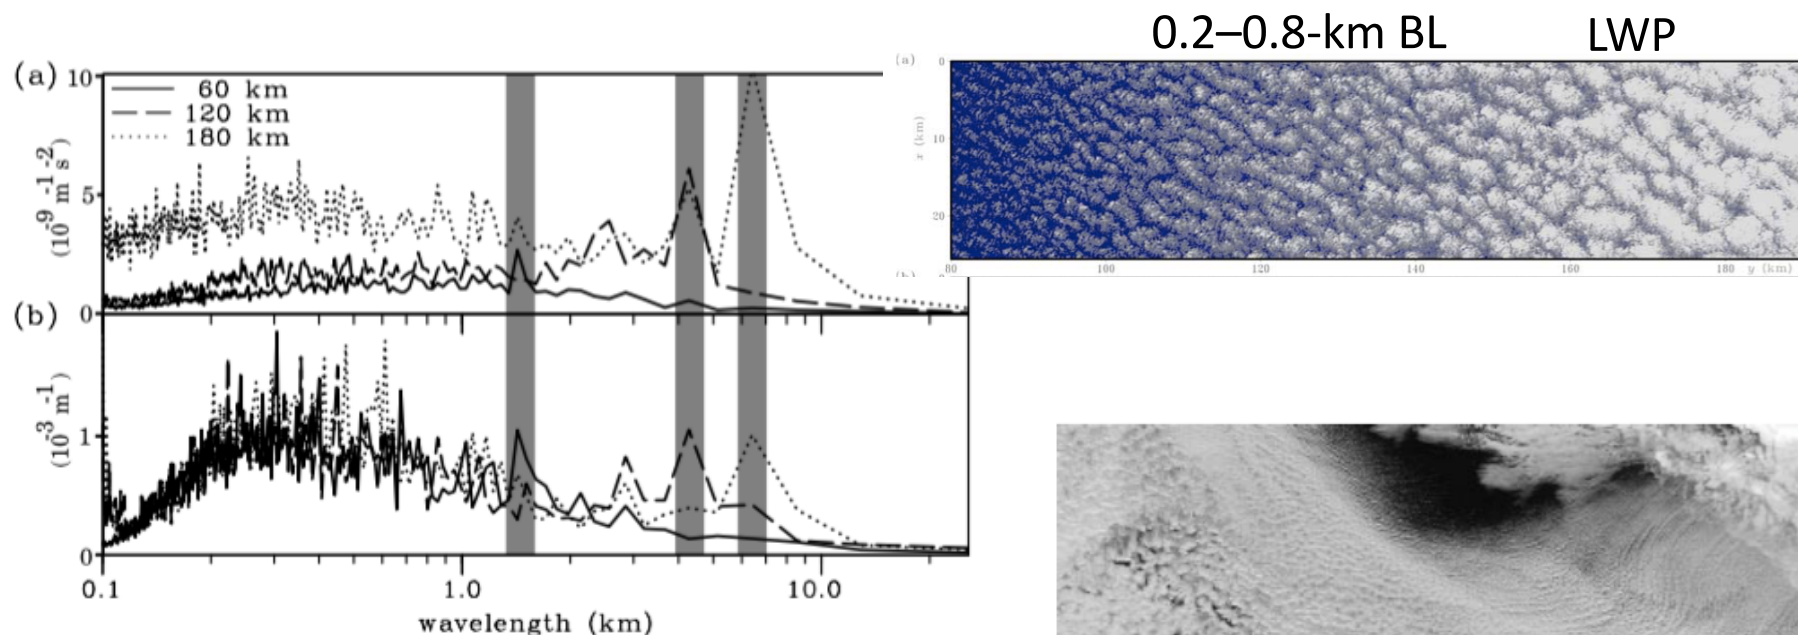 0.2–0.8-km BL LWP
(a)
10
60 km
120 km
180 km
5
(10⁹ m⁻¹s⁻²)
0
(b)
1
(10⁻³ m⁻¹)
0
0.1 1.0 10.0
wavelength (km)
(a)
0
10
20
x (km)
80 100 120 140 160 180 y (km)